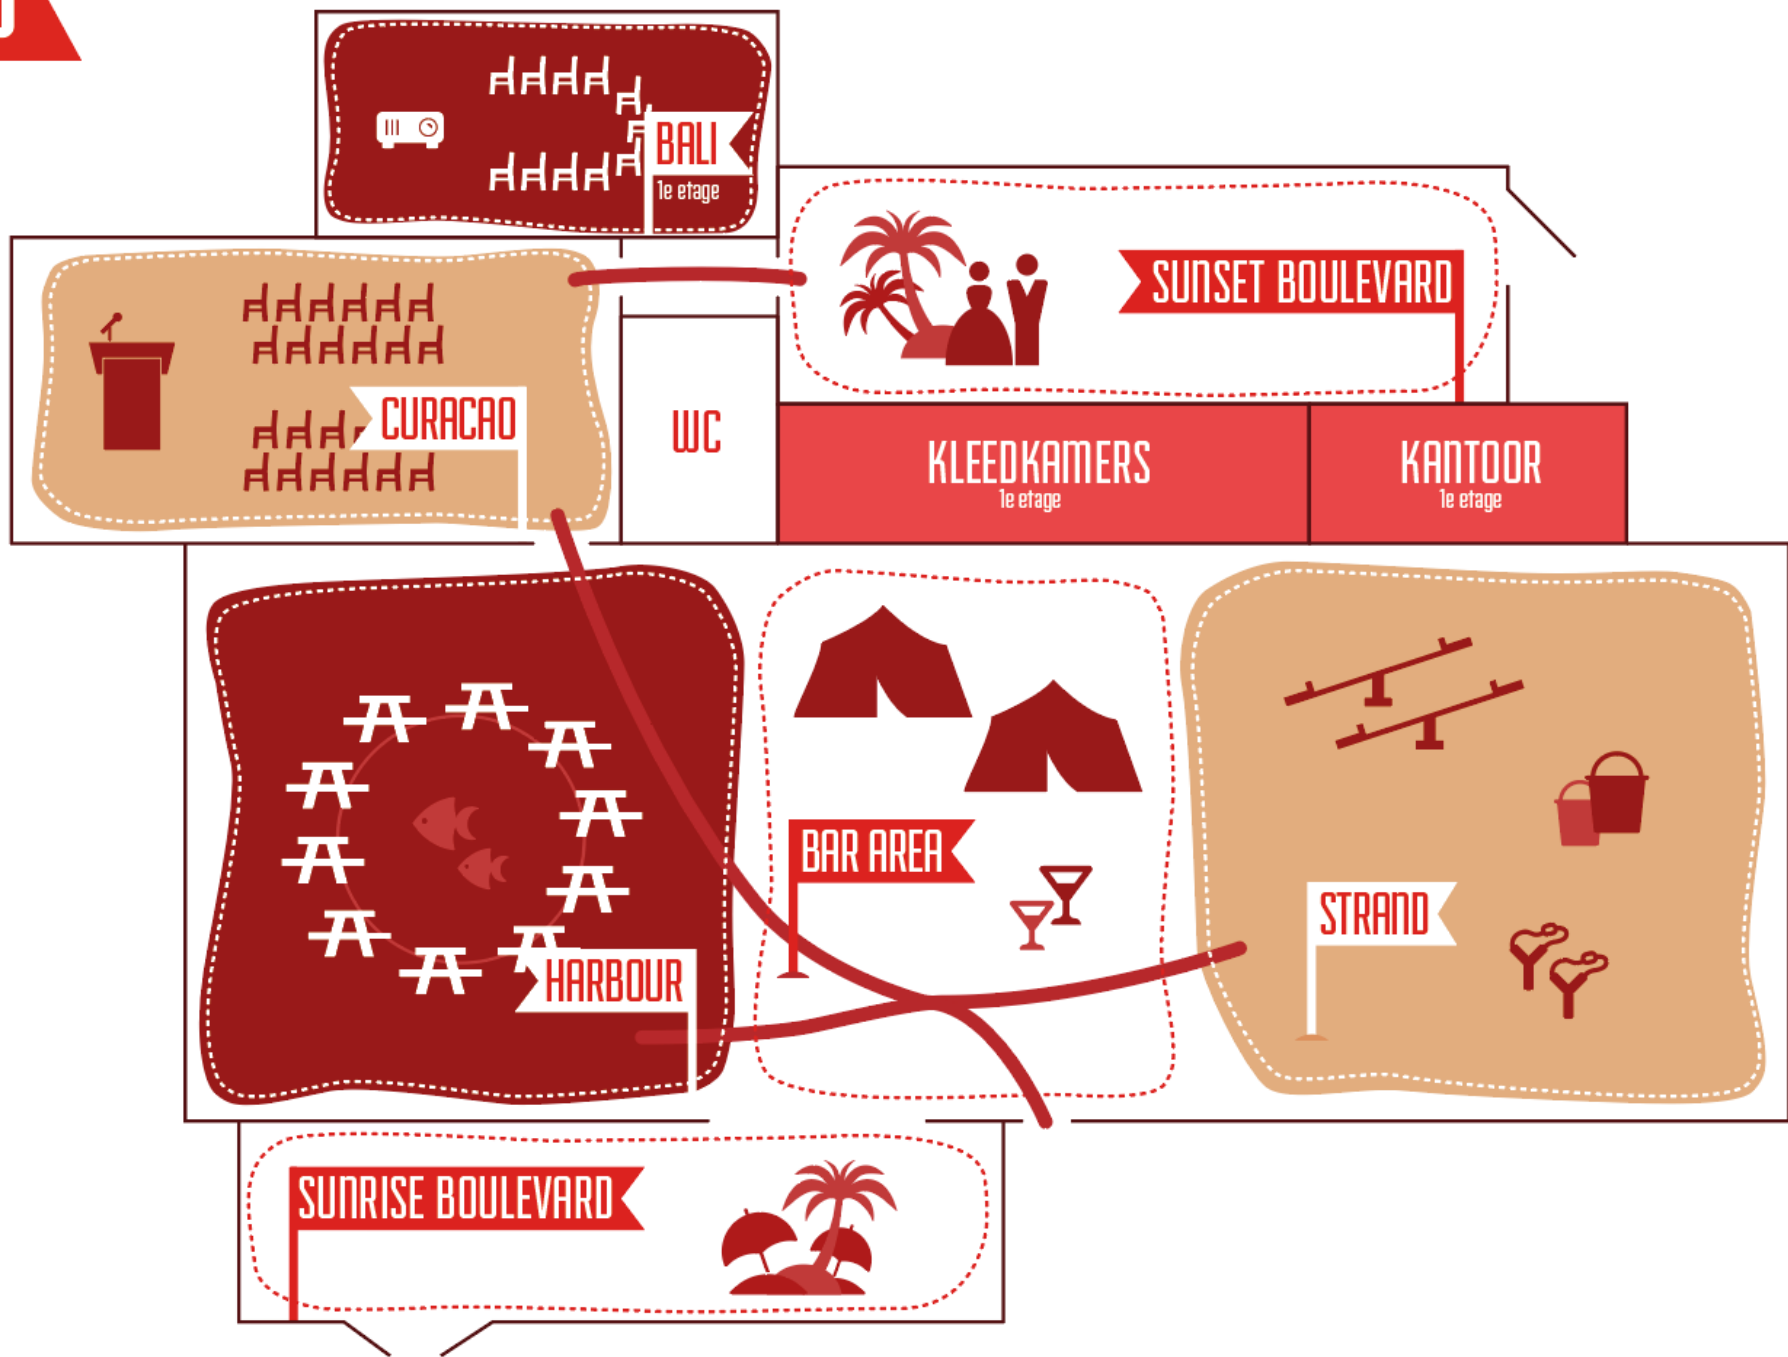 BALI
1e etage
SUNSET BOULEVARD
CURACAO
WC
KLEEDKAMERS
1e etage
KANTOOR
1e etage
BAR AREA
STRAND
HARBOUR
SUNRISE BOULEVARD